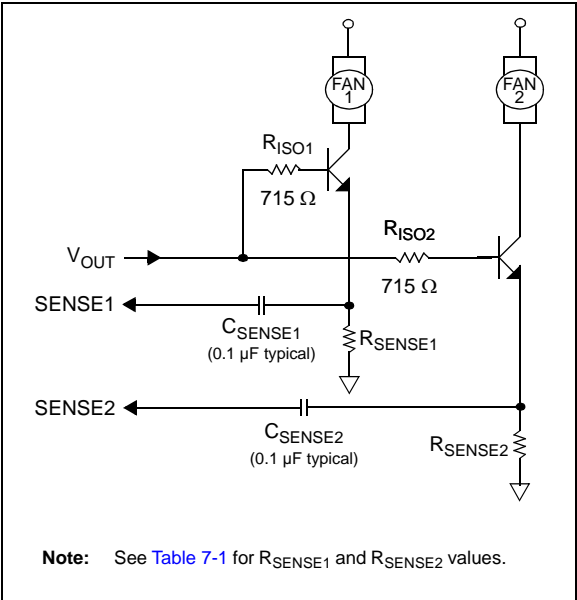 FAN
1
FAN
2
RISO1
715 Ω
RISO2
715 Ω
VOUT
SENSE1
CSENSE1
(0.1 µF typical)
RSENSE1
SENSE2
CSENSE2
(0.1 µF typical)
RSENSE2
Note: See Table 7-1 for RSENSE1 and RSENSE2 values.